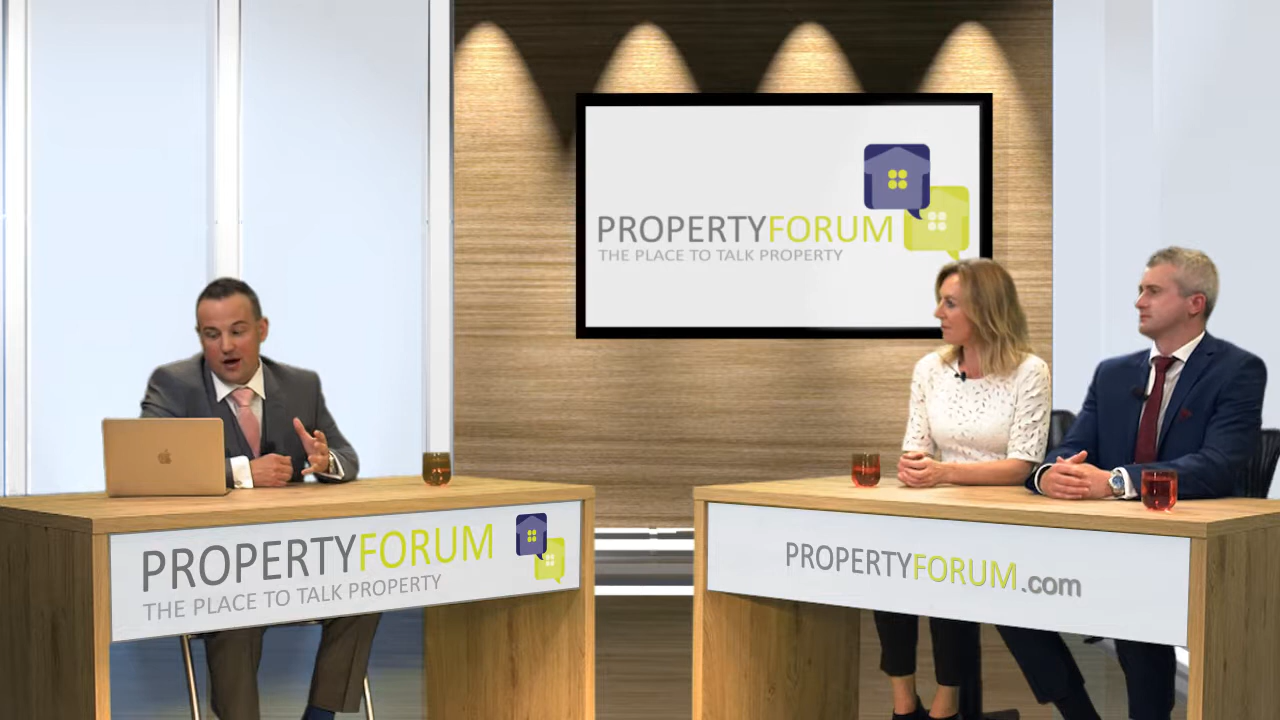 PROPERTYFORUM
THE PLACE TO TALK PROPERTY
PROPERTYFORUM
THE PLACE TO TALK PROPERTY
PROPERTYFORUM.com